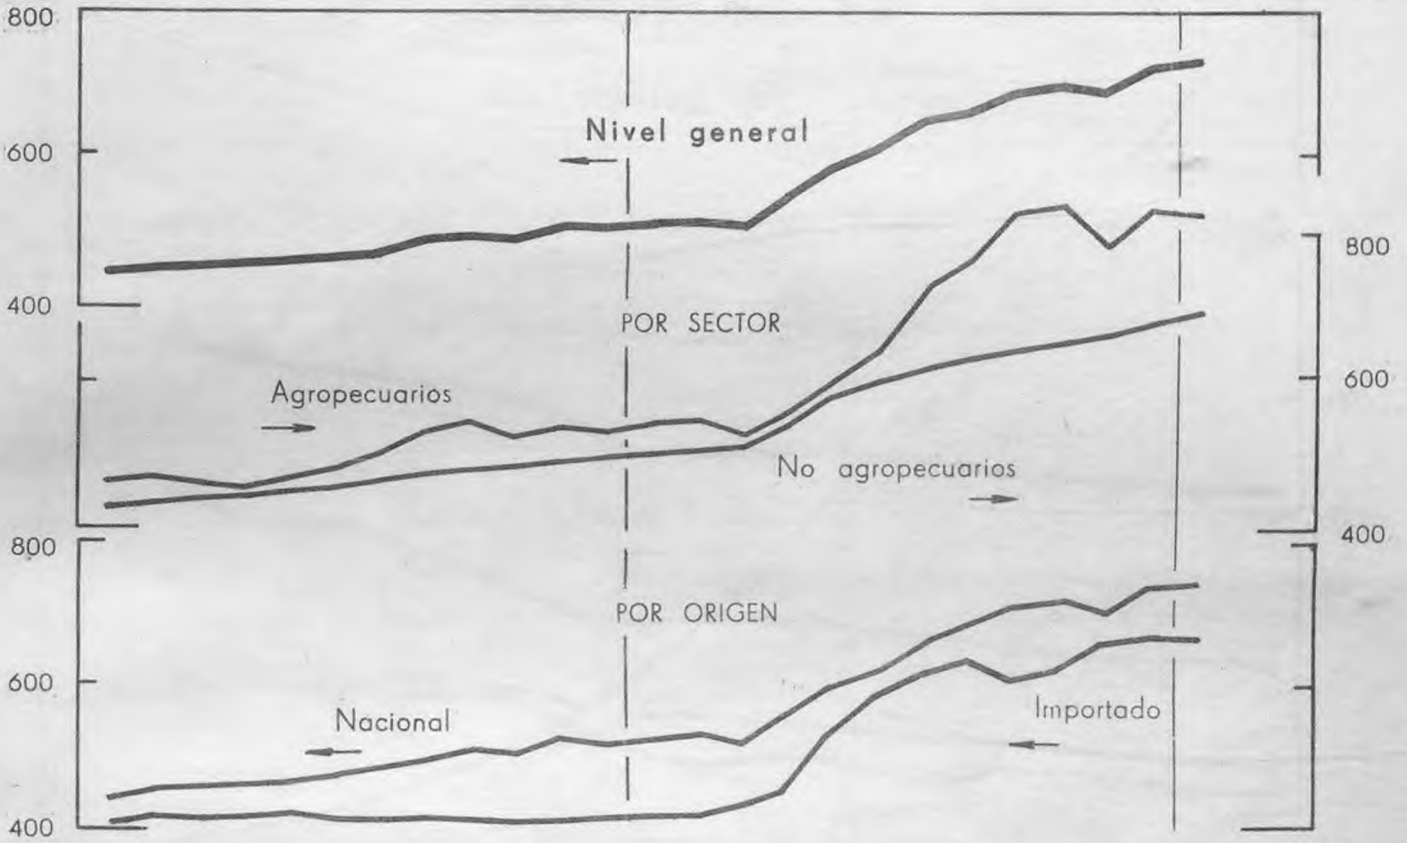 800
600
Nivel general
400
POR SECTOR
800
600
Agropecuarios
No agropecuarios
400
800
POR ORIGEN
600
Nacional
Importado
400